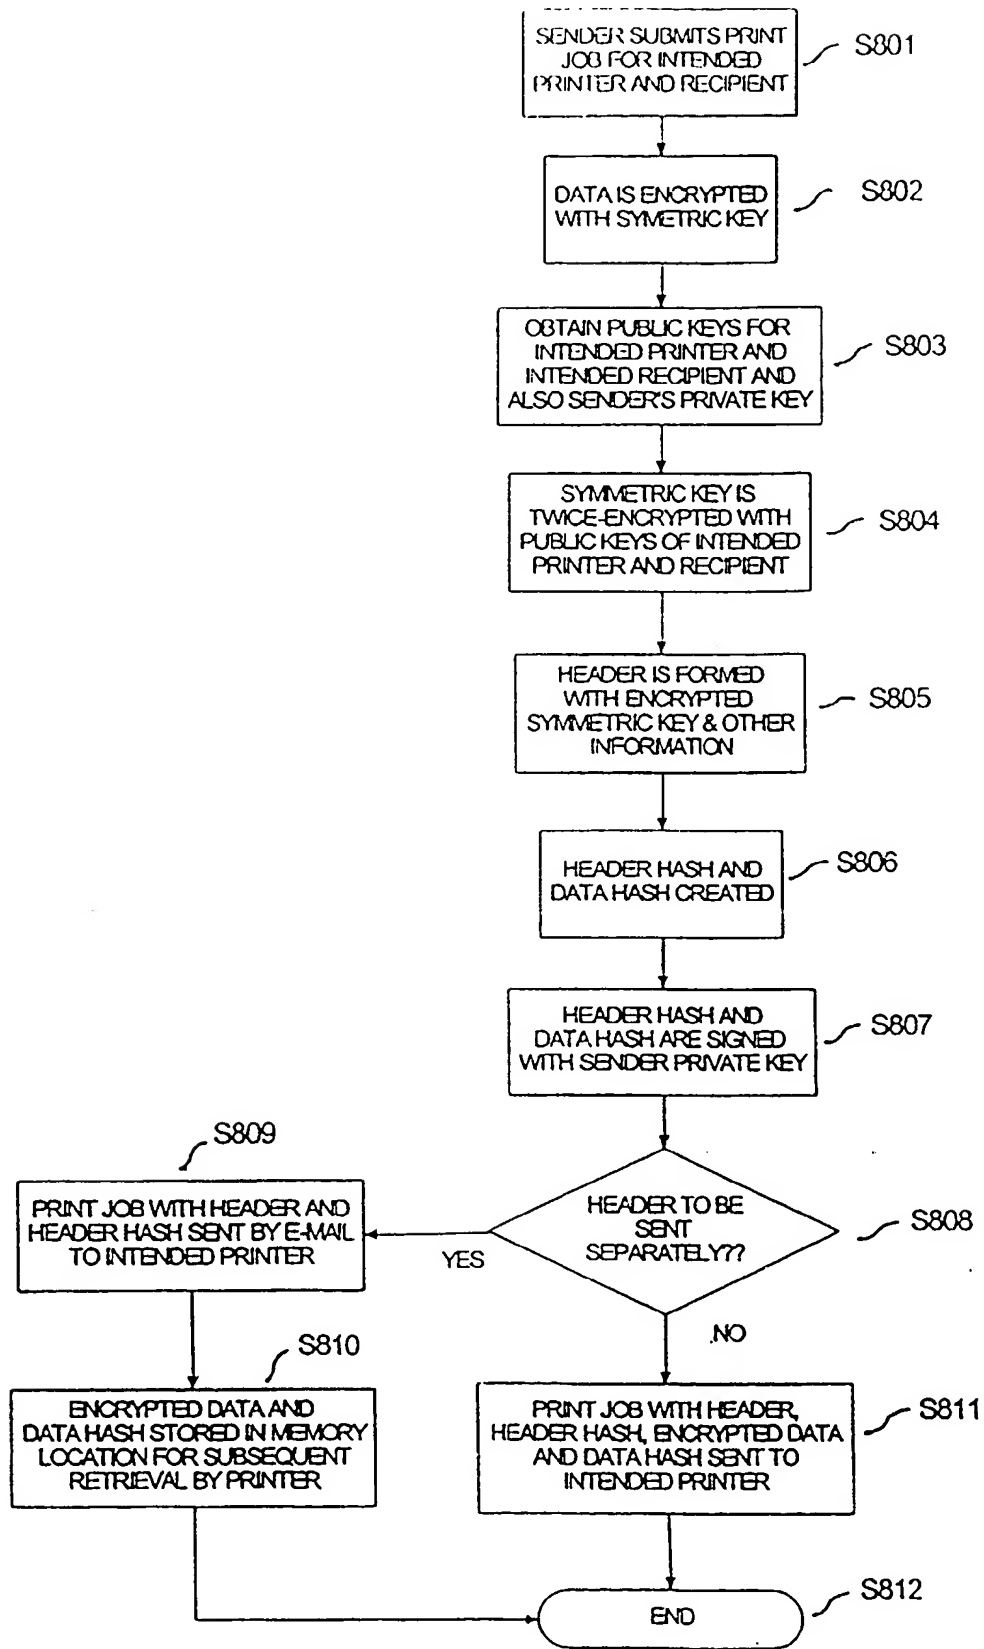 SENDER SUBMITS PRINT
JOB FOR INTENDED
PRINTER AND RECIPIENT
S801
DATA IS ENCRYPTED
WITH SYMETRIC KEY
S802
OBTAIN PUBLIC KEYS FOR
INTENDED PRINTER AND
INTENDED RECIPIENT AND
ALSO SENDER'S PRIVATE KEY
S803
SYMMETRIC KEY IS
TWICE-ENCRYPTED WITH
PUBLIC KEYS OF INTENDED
PRINTER AND RECIPIENT
S804
HEADER IS FORMED
WITH ENCRYPTED
SYMMETRIC KEY & OTHER
INFORMATION
S805
HEADER HASH AND
DATA HASH CREATED
S806
HEADER HASH AND
DATA HASH ARE SIGNED
WITH SENDER PRIVATE KEY
S807
HEADER TO BE
SENT
SEPARATELY??
S808
YES
NO
S809
PRINT JOB WITH HEADER AND
HEADER HASH SENT BY E-MAIL
TO INTENDED PRINTER
S810
ENCRYPTED DATA AND
DATA HASH STORED IN MEMORY
LOCATION FOR SUBSEQUENT
RETRIEVAL BY PRINTER
PRINT JOB WITH HEADER,
HEADER HASH, ENCRYPTED DATA
AND DATA HASH SENT TO
INTENDED PRINTER
S811
END
S812